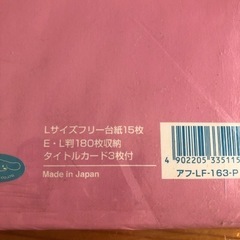 Lサイズフリー台紙15枚
E・L判180枚収納
タイトルカード3枚付
Made in Japan
4 902205 335115
アフ-LF-163-P